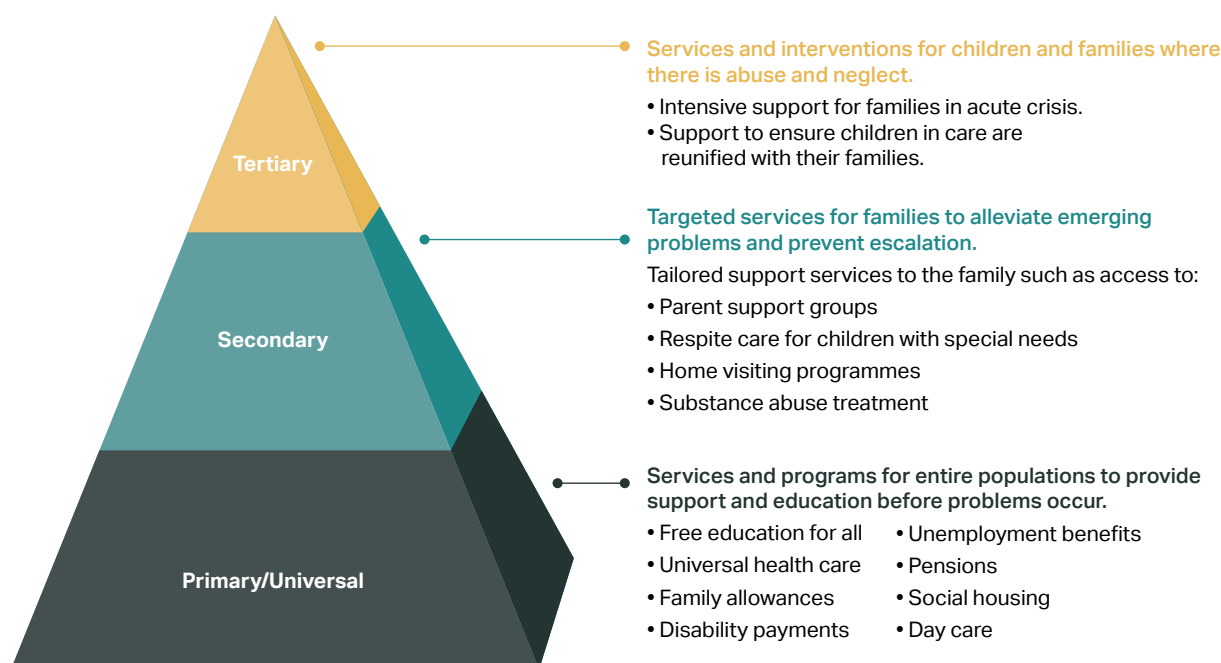 Tertiary
Services and interventions for children and families where
there is abuse and neglect.
• Intensive support for families in acute crisis.
• Support to ensure children in care are
reunified with their families.
Secondary
Targeted services for families to alleviate emerging
problems and prevent escalation.
Tailored support services to the family such as access to:
• Parent support groups
• Respite care for children with special needs
• Home visiting programmes
• Substance abuse treatment
Primary/Universal
Services and programs for entire populations to provide
support and education before problems occur.
• Free education for all
• Universal health care
• Family allowances
• Disability payments
• Unemployment benefits
• Pensions
• Social housing
• Day care